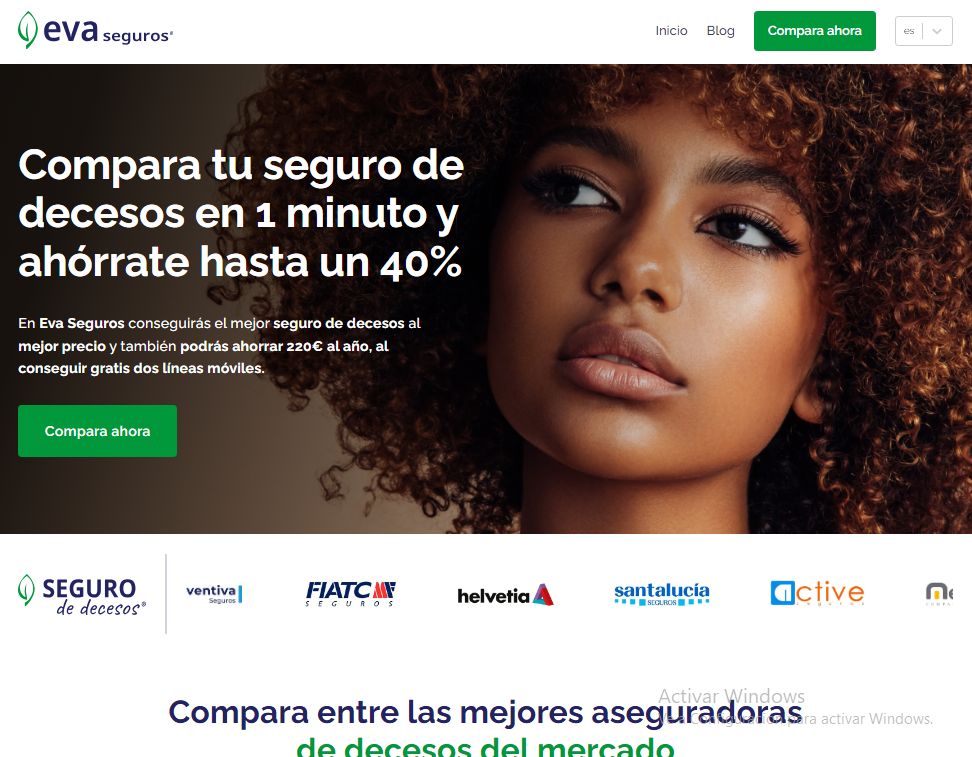 eva seguros®
Inicio
Blog
Compara ahora
es
Compara tu seguro de
decesos en 1 minuto y
ahórrate hasta un 40%
En Eva Seguros conseguirás el mejor seguro de decesos al
mejor precio y también podrás ahorrar 220€ al año, al
conseguir gratis dos líneas móviles.
Compara ahora
SEGURO
de decesos®
ventiva
Seguros
FIATC
SEGUROS
helvetia
santalucía
SEGUROS
active
seguros
Compara entre las mejores aseguradoras
de decesos del mercado
Activar Windows
Ve a Configuración para activar Windows.